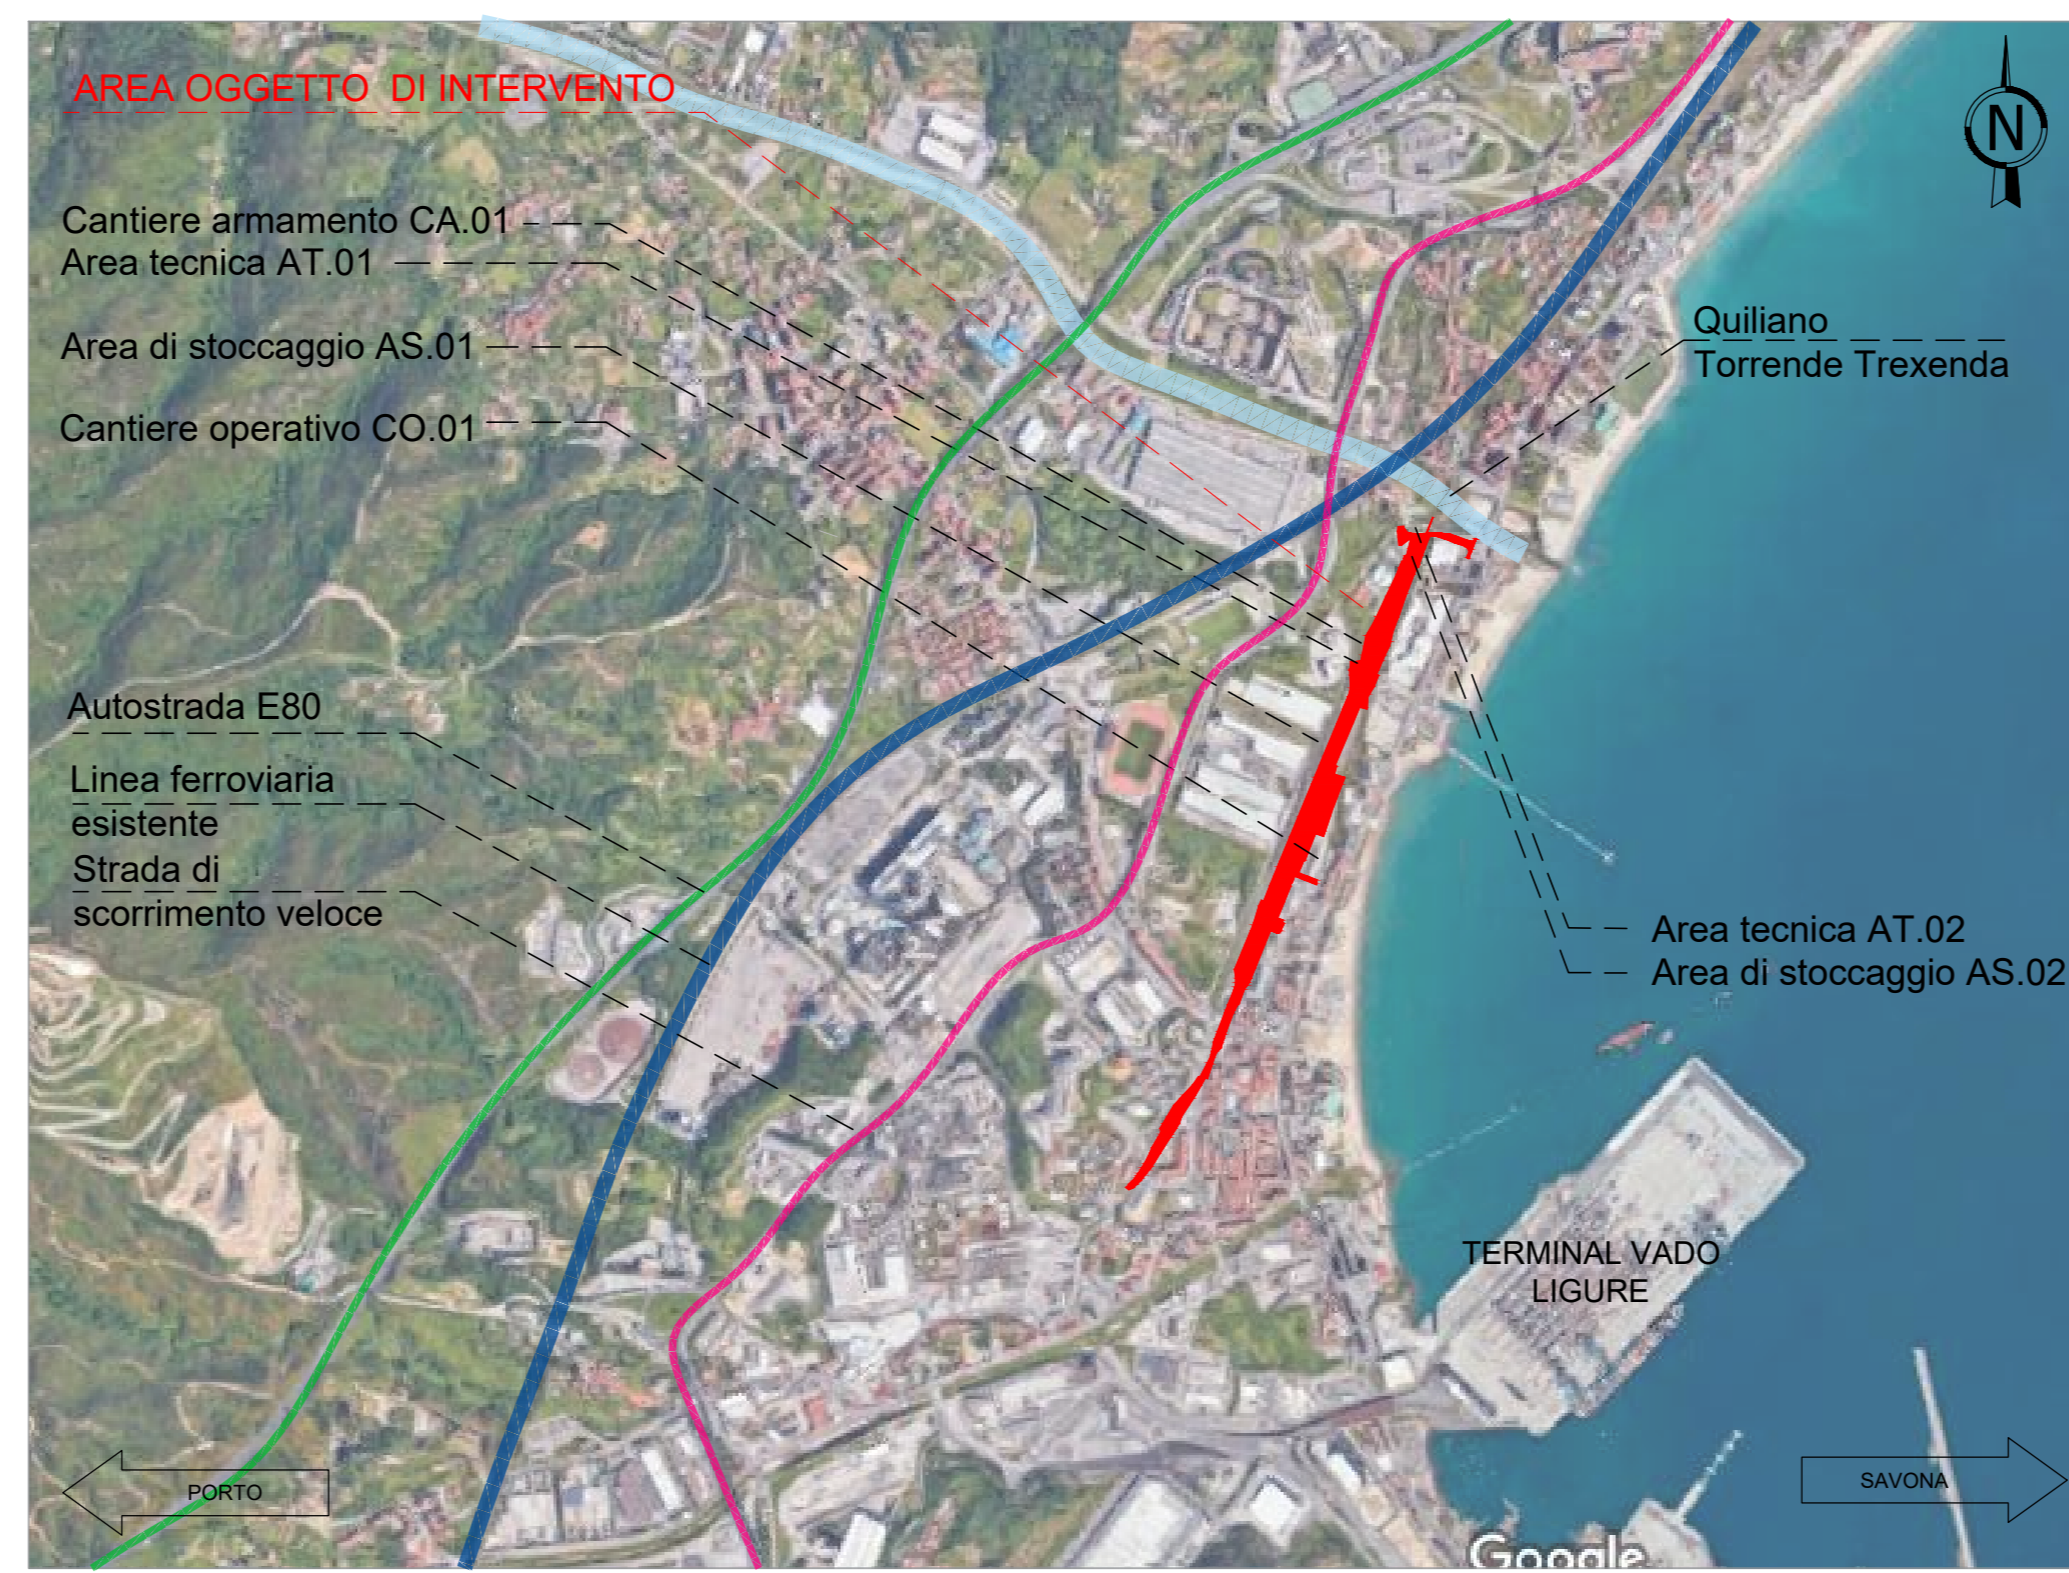 AREA OGGETTO DI INTERVENTO
N
Cantiere armamento CA.01
Area tecnica AT.01
Area di stoccaggio AS.01
Cantiere operativo CO.01
Quiliano
Torrende Trexenda
Autostrada E80
Linea ferroviaria
esistente
Strada di
scorrimento veloce
Area tecnica AT.02
Area di stoccaggio AS.02
TERMINAL VADO
LIGURE
PORTO
SAVONA
Google